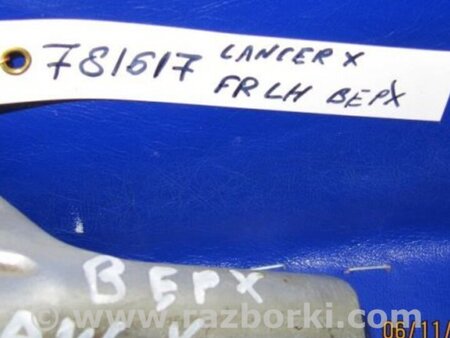 781617 LANCER X
FR LH ВЕРХ
ВЕРХ
www.razborki.com
06/11/